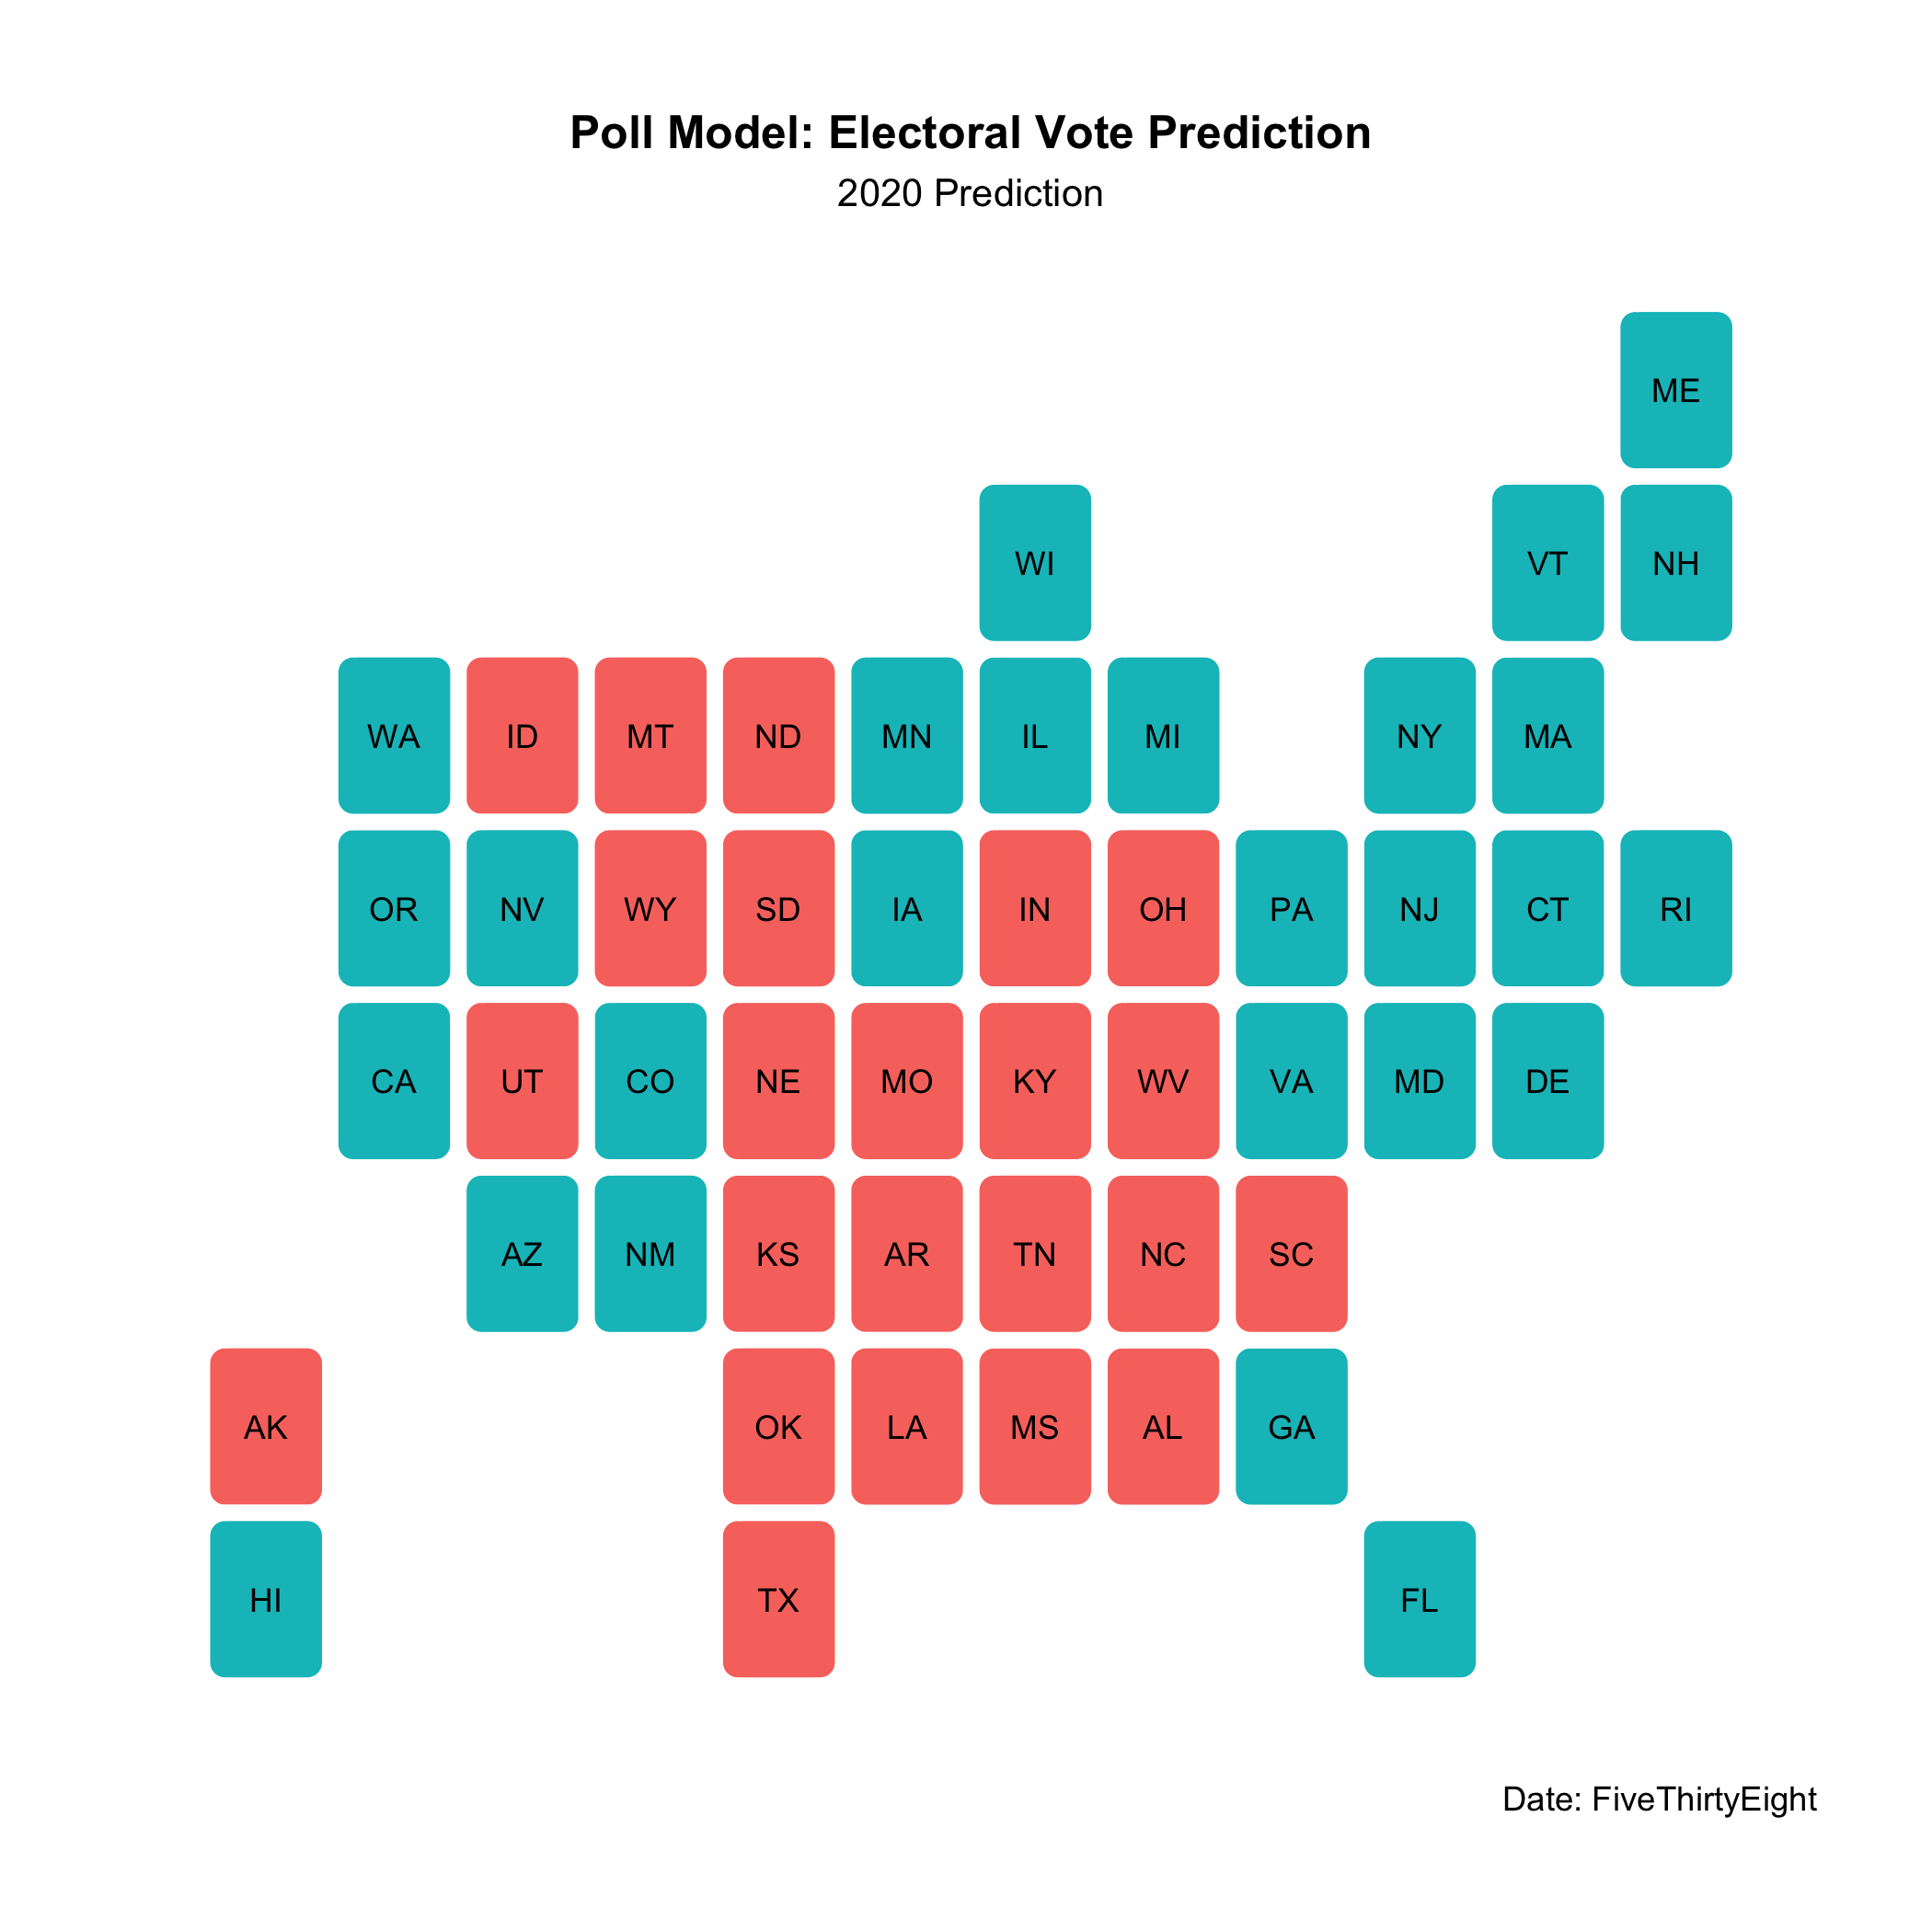 Poll Model: Electoral Vote Prediction
2020 Prediction
ME
WI VT NH
WA ID MT ND MN IL MI NY MA
OR NV WY SD IA IN OH PA NJ CT RI
CA UT CO NE MO KY WV VA MD DE
AZ NM KS AR TN NC SC
AK OK LA MS AL GA
HI TX FL
Date: FiveThirtyEight